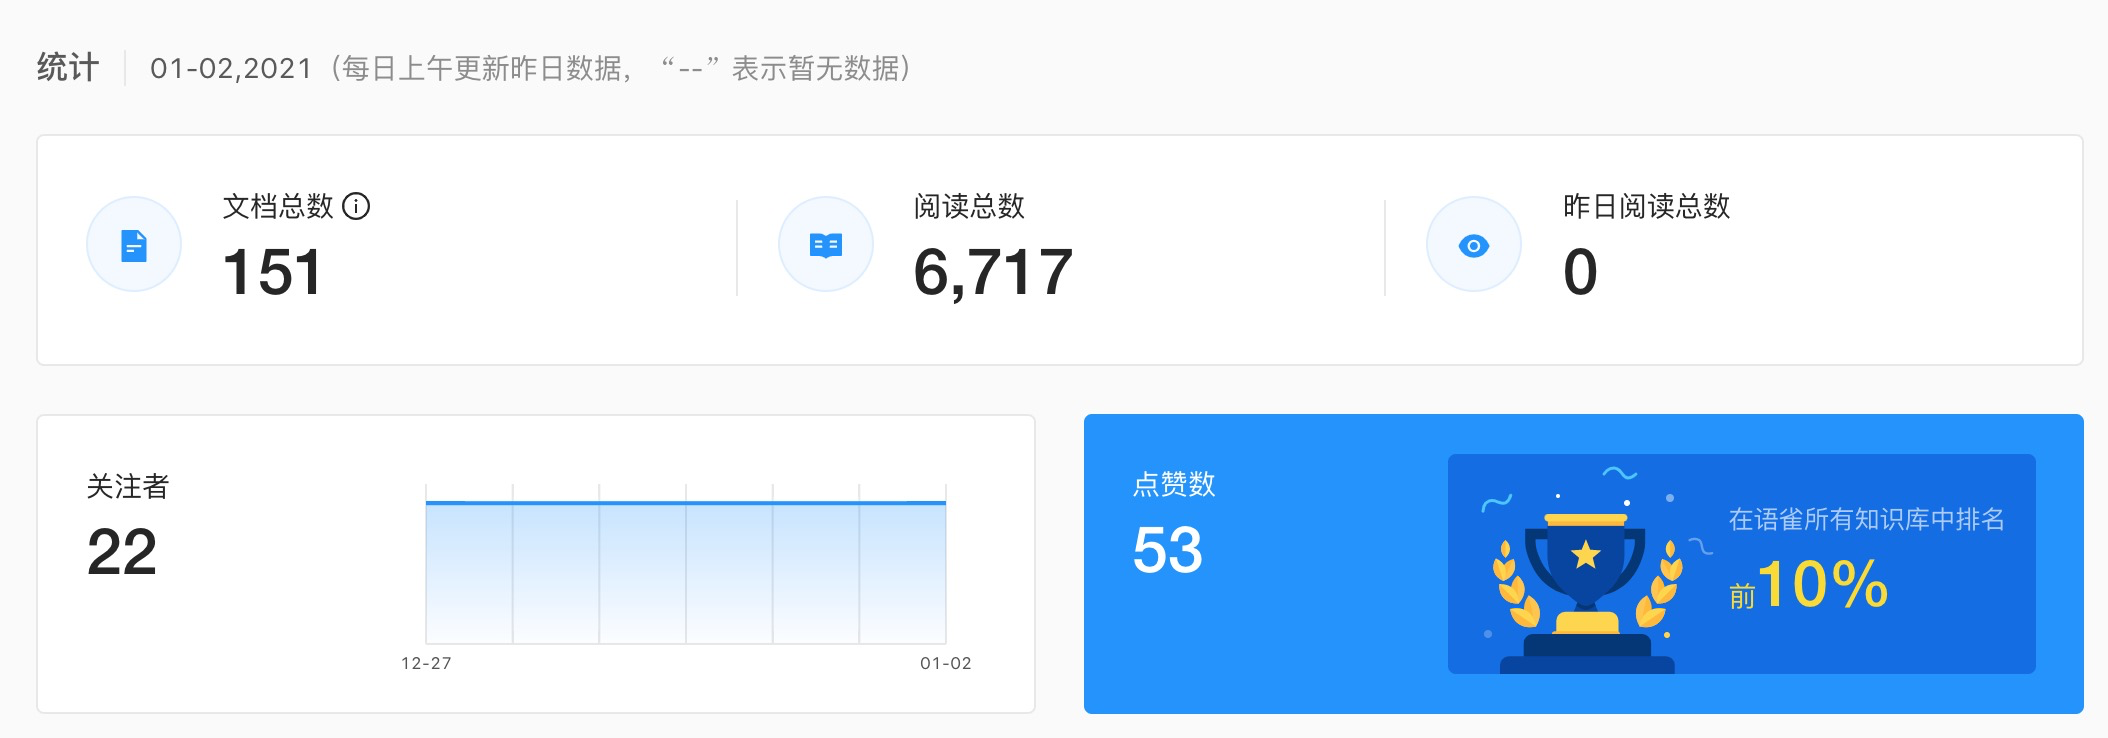 统计 01-02,2021（每日上午更新昨日数据，“--”表示暂无数据）
文档总数
151
阅读总数
6,717
昨日阅读总数
0
关注者
22
12-27
01-02
点赞数
53
在语雀所有知识库中排名
前10%